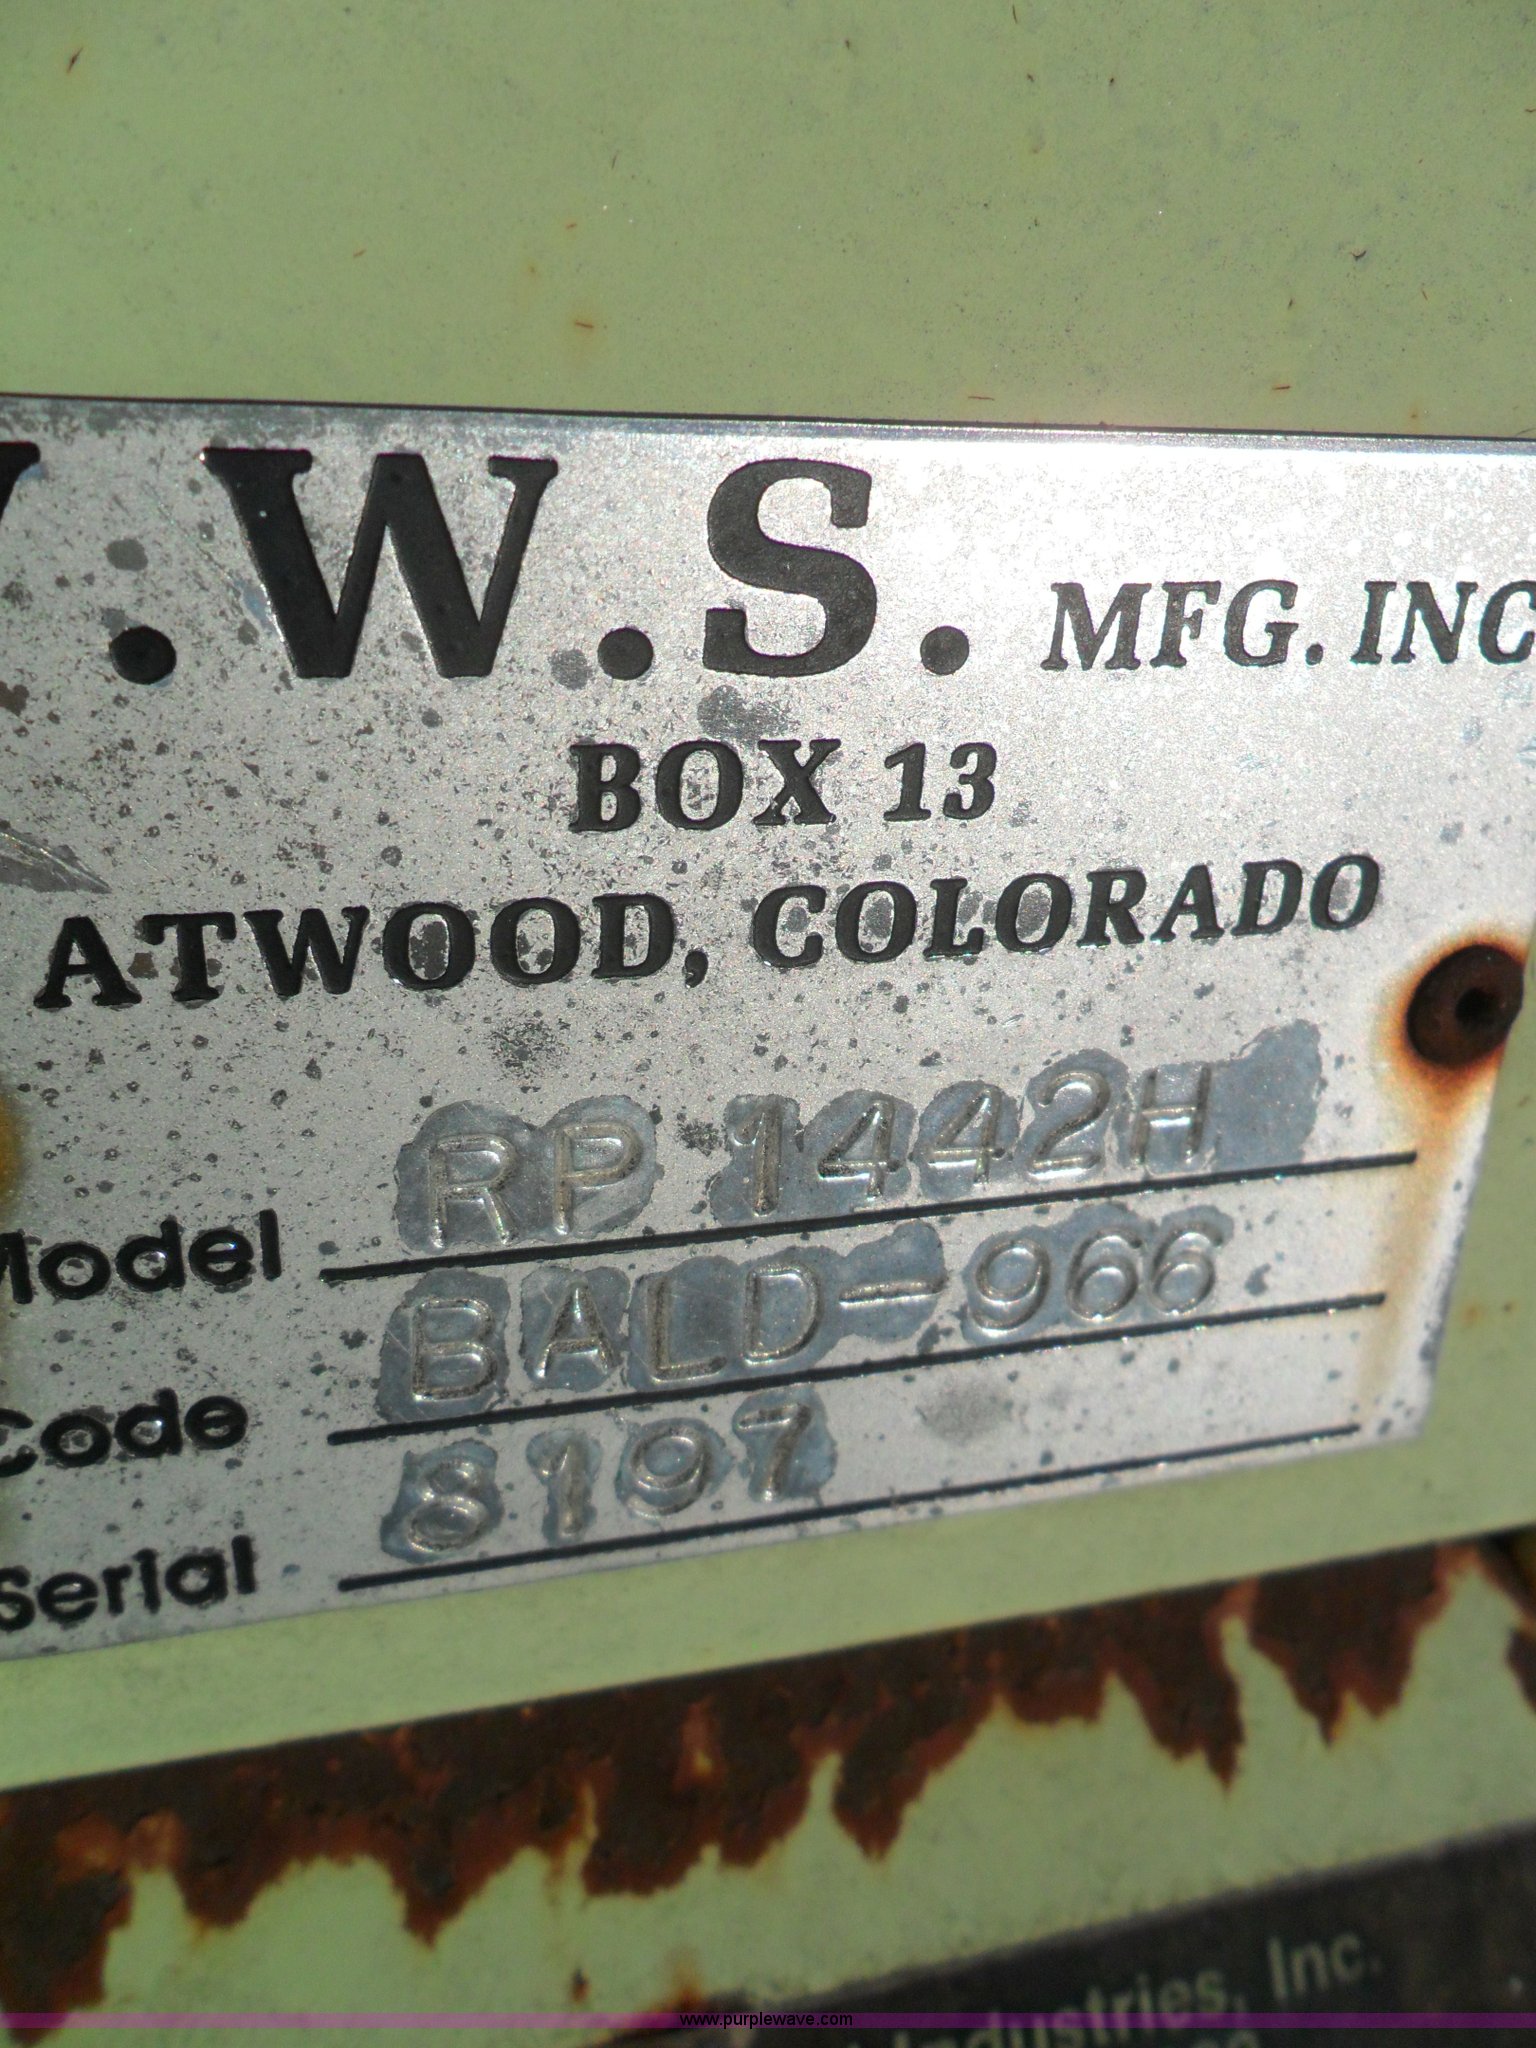 .W.S. MFG. INC
BOX 13
ATWOOD, COLORADO
Model RP 1442H
Code BALD-966
Serial 8197
Industries, Inc.
www.purplewave.com